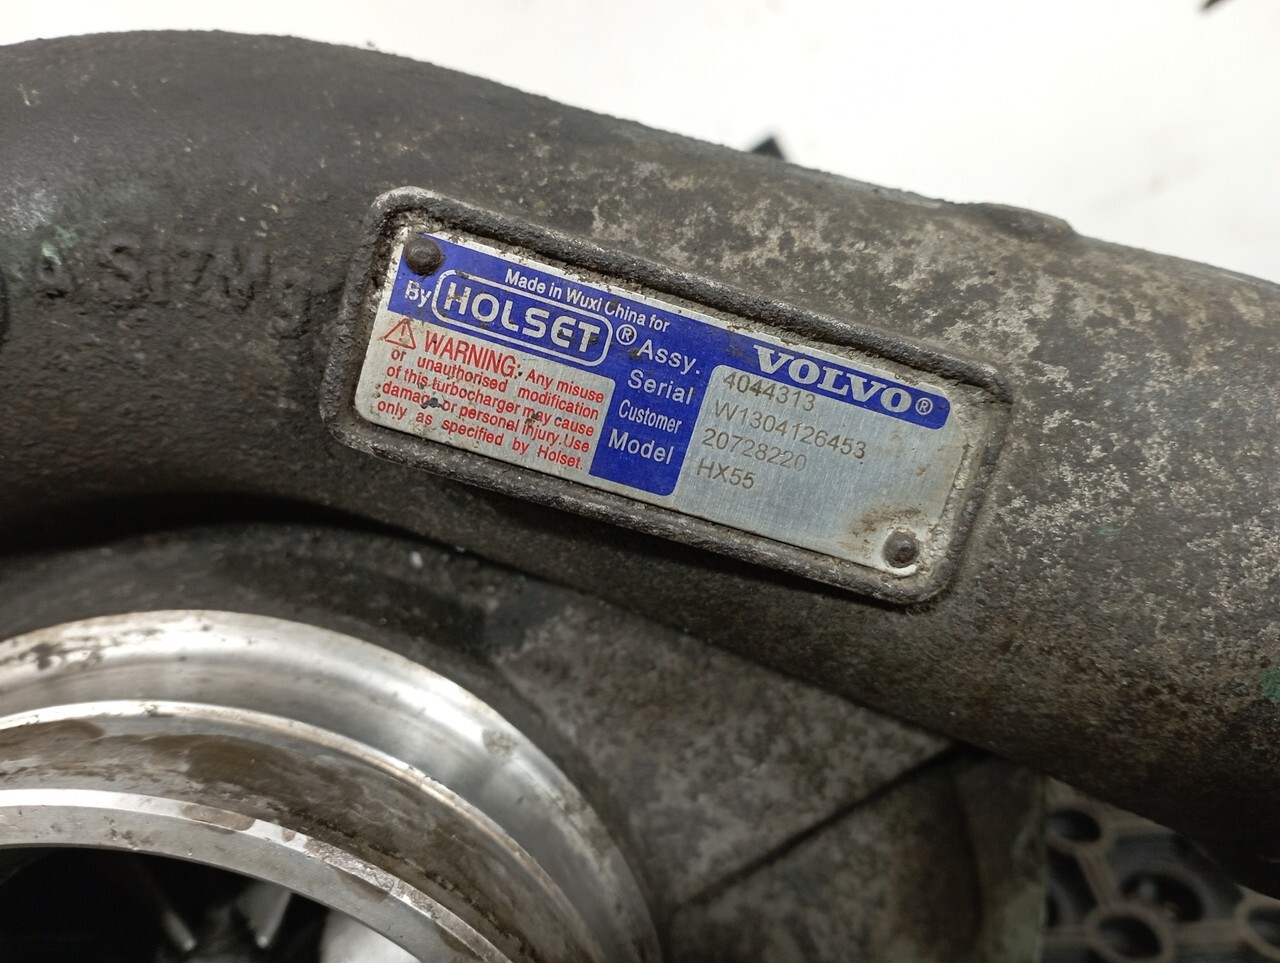 Made in Wuxi China for
By HOLSET®
VOLVO®
⚠ WARNING: Any misuse
or unauthorised modification
of this turbocharger may cause
damage or personal injury. Use
only as specified by Holset.
Assy. 4044313
Serial W1304126453
Customer 20728220
Model HX55